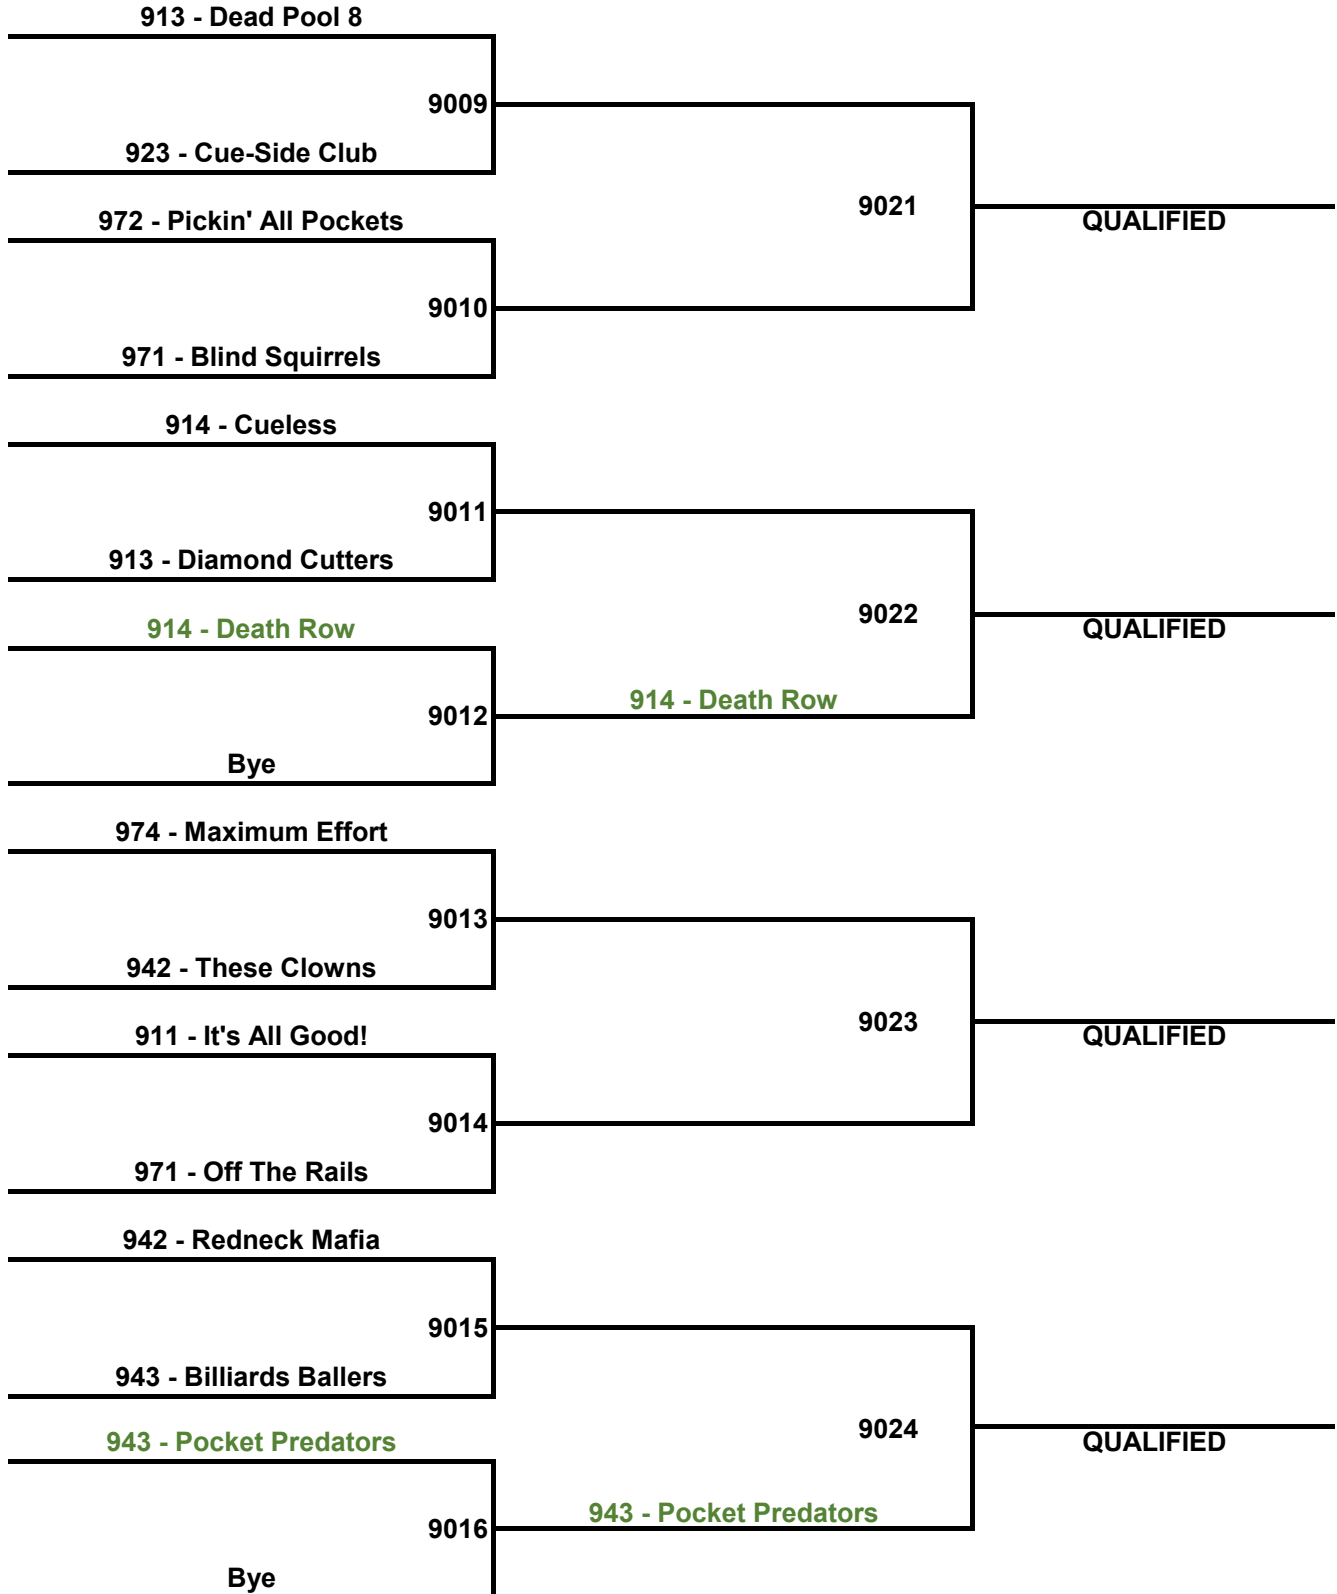 913 - Dead Pool 8
9009
923 - Cue-Side Club
9021
972 - Pickin' All Pockets
QUALIFIED
9010
971 - Blind Squirrels
914 - Cueless
9011
913 - Diamond Cutters
9022
914 - Death Row
QUALIFIED
914 - Death Row
9012
Bye
974 - Maximum Effort
9013
942 - These Clowns
9023
911 - It's All Good!
QUALIFIED
9014
971 - Off The Rails
942 - Redneck Mafia
9015
943 - Billiards Ballers
9024
943 - Pocket Predators
QUALIFIED
943 - Pocket Predators
9016
Bye